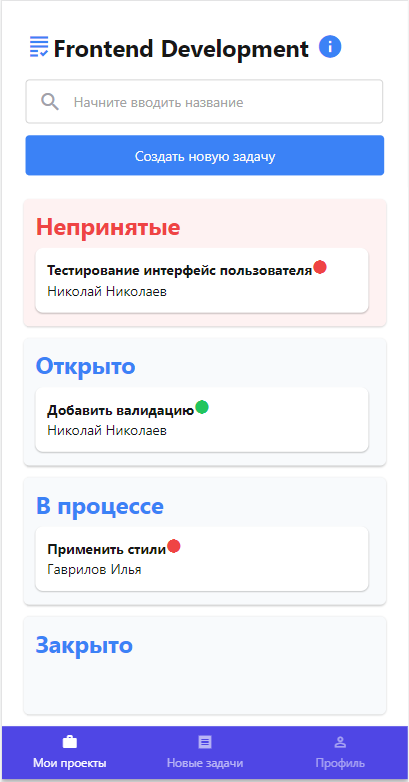 Frontend Development
Начните вводить название
Создать новую задачу
Непринятые
Тестирование интерфейс пользователя
Николай Николаев
Открыто
Добавить валидацию
Николай Николаев
В процессе
Применить стили
Гаврилов Илья
Закрыто
Мои проекты Новые задачи Профиль